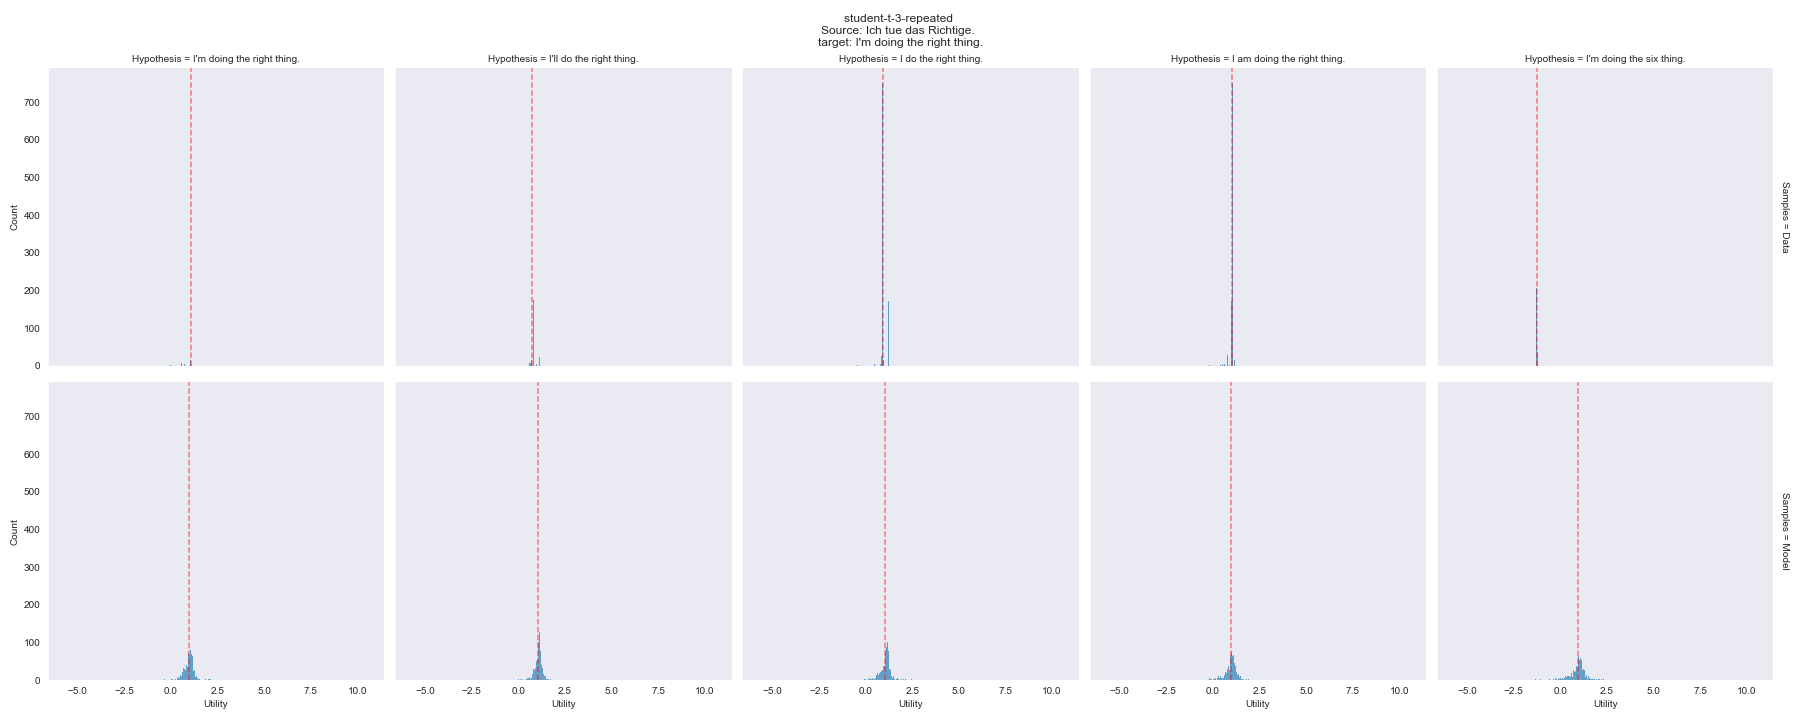 student-t-3-repeated
Source: Ich tue das Richtige.
target: I'm doing the right thing.
Hypothesis = I'm doing the right thing.
Hypothesis = I'll do the right thing.
Hypothesis = I do the right thing.
Hypothesis = I am doing the right thing.
Hypothesis = I'm doing the six thing.
700
600
500
400
300
200
100
0
Count
Samples = Data
700
600
500
400
300
200
100
0
Count
Samples = Model
−5.0 −2.5 0.0 2.5 5.0 7.5 10.0
−5.0 −2.5 0.0 2.5 5.0 7.5 10.0
−5.0 −2.5 0.0 2.5 5.0 7.5 10.0
−5.0 −2.5 0.0 2.5 5.0 7.5 10.0
−5.0 −2.5 0.0 2.5 5.0 7.5 10.0
Utility
Utility
Utility
Utility
Utility